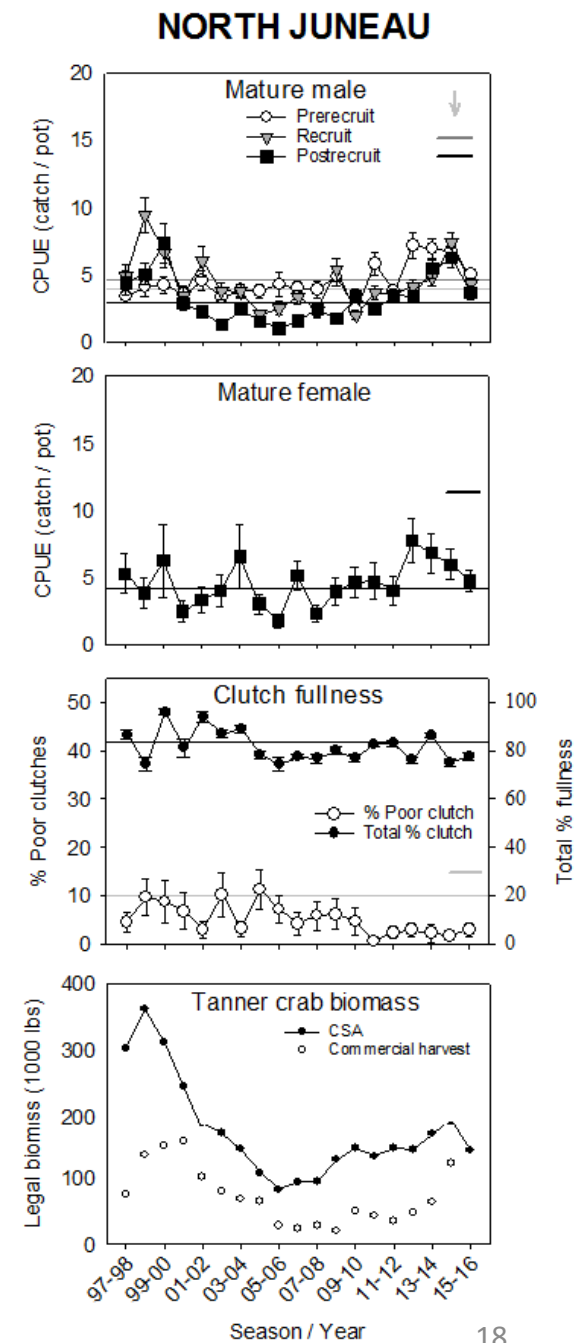 NORTH JUNEAU
Mature male
Prerecruit
Recruit
Postrecruit
20
15
10
5
0
CPUE (catch / pot)
Mature female
20
15
10
5
0
CPUE (catch / pot)
Clutch fullness
% Poor clutch
Total % clutch
50
40
30
20
10
0
% Poor clutches
100
80
60
40
20
0
Total % fullness
Tanner crab biomass
CSA
Commercial harvest
400
300
200
100
0
Legal biomiss (1000 lbs)
97-98
99-00
01-02
03-04
05-06
07-08
09-10
11-12
13-14
15-16
Season / Year
18